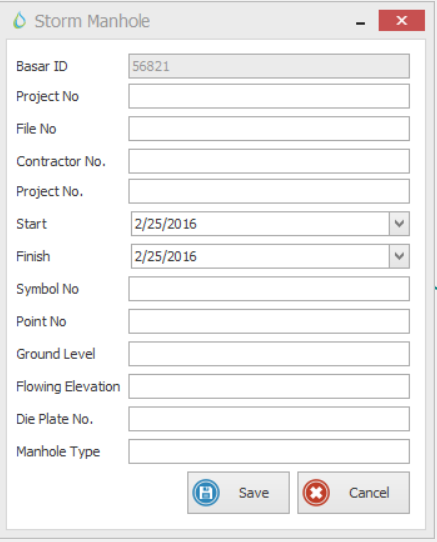 Storm Manhole
Basar ID 56821
Project No
File No
Contractor No.
Project No.
Start 2/25/2016
Finish 2/25/2016
Symbol No
Point No
Ground Level
Flowing Elevation
Die Plate No.
Manhole Type
Save Cancel